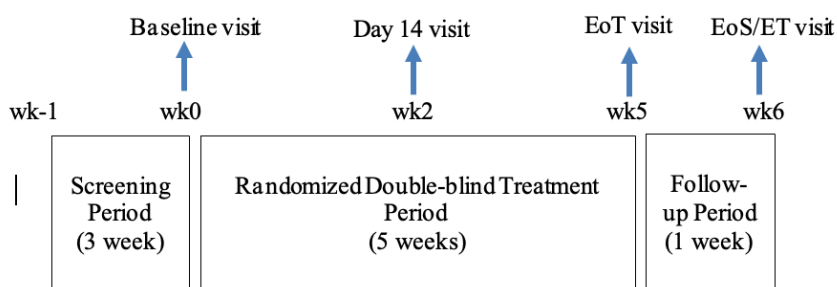 Baseline visit Day 14 visit EoT visit EoS/ET visit
wk-1 wk0 wk2 wk5 wk6
Screening Period (3 week)
Randomized Double-blind Treatment Period (5 weeks)
Follow-up Period (1 week)